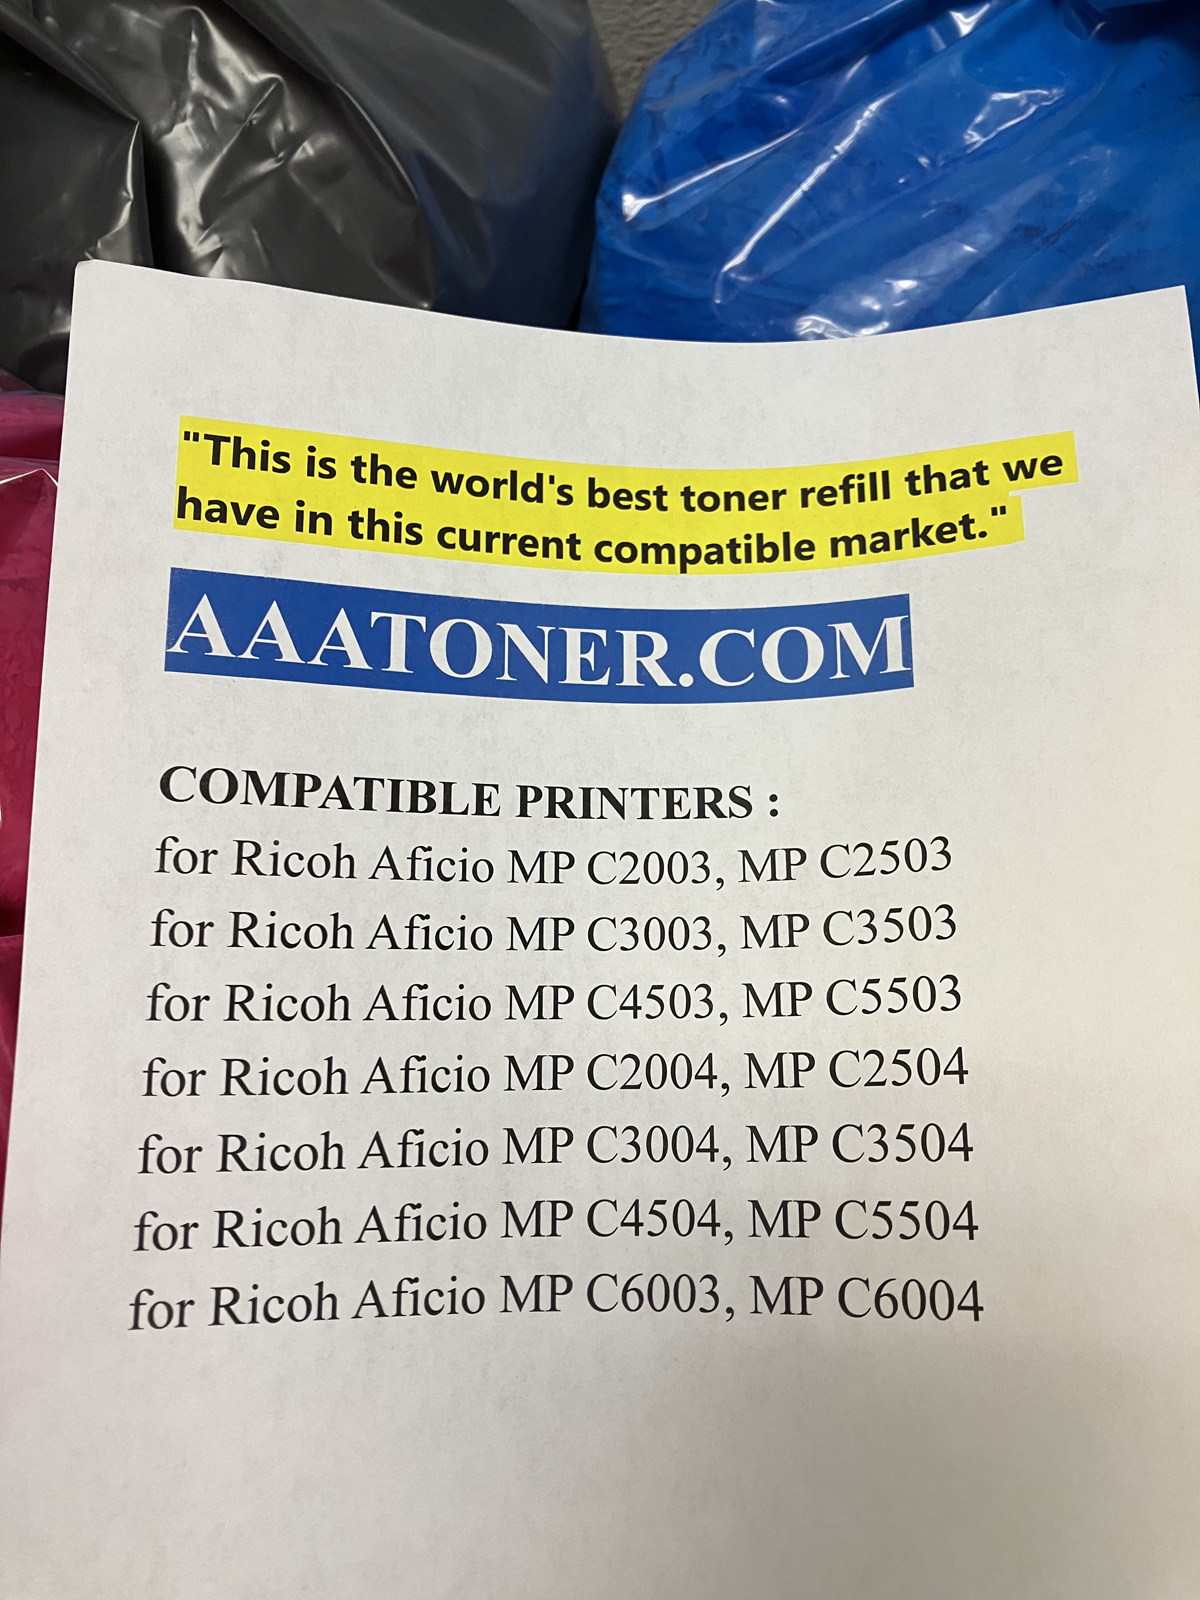 "This is the world's best toner refill that we
have in this current compatible market."
AAATONER.COM
COMPATIBLE PRINTERS :
for Ricoh Aficio MP C2003, MP C2503
for Ricoh Aficio MP C3003, MP C3503
for Ricoh Aficio MP C4503, MP C5503
for Ricoh Aficio MP C2004, MP C2504
for Ricoh Aficio MP C3004, MP C3504
for Ricoh Aficio MP C4504, MP C5504
for Ricoh Aficio MP C6003, MP C6004